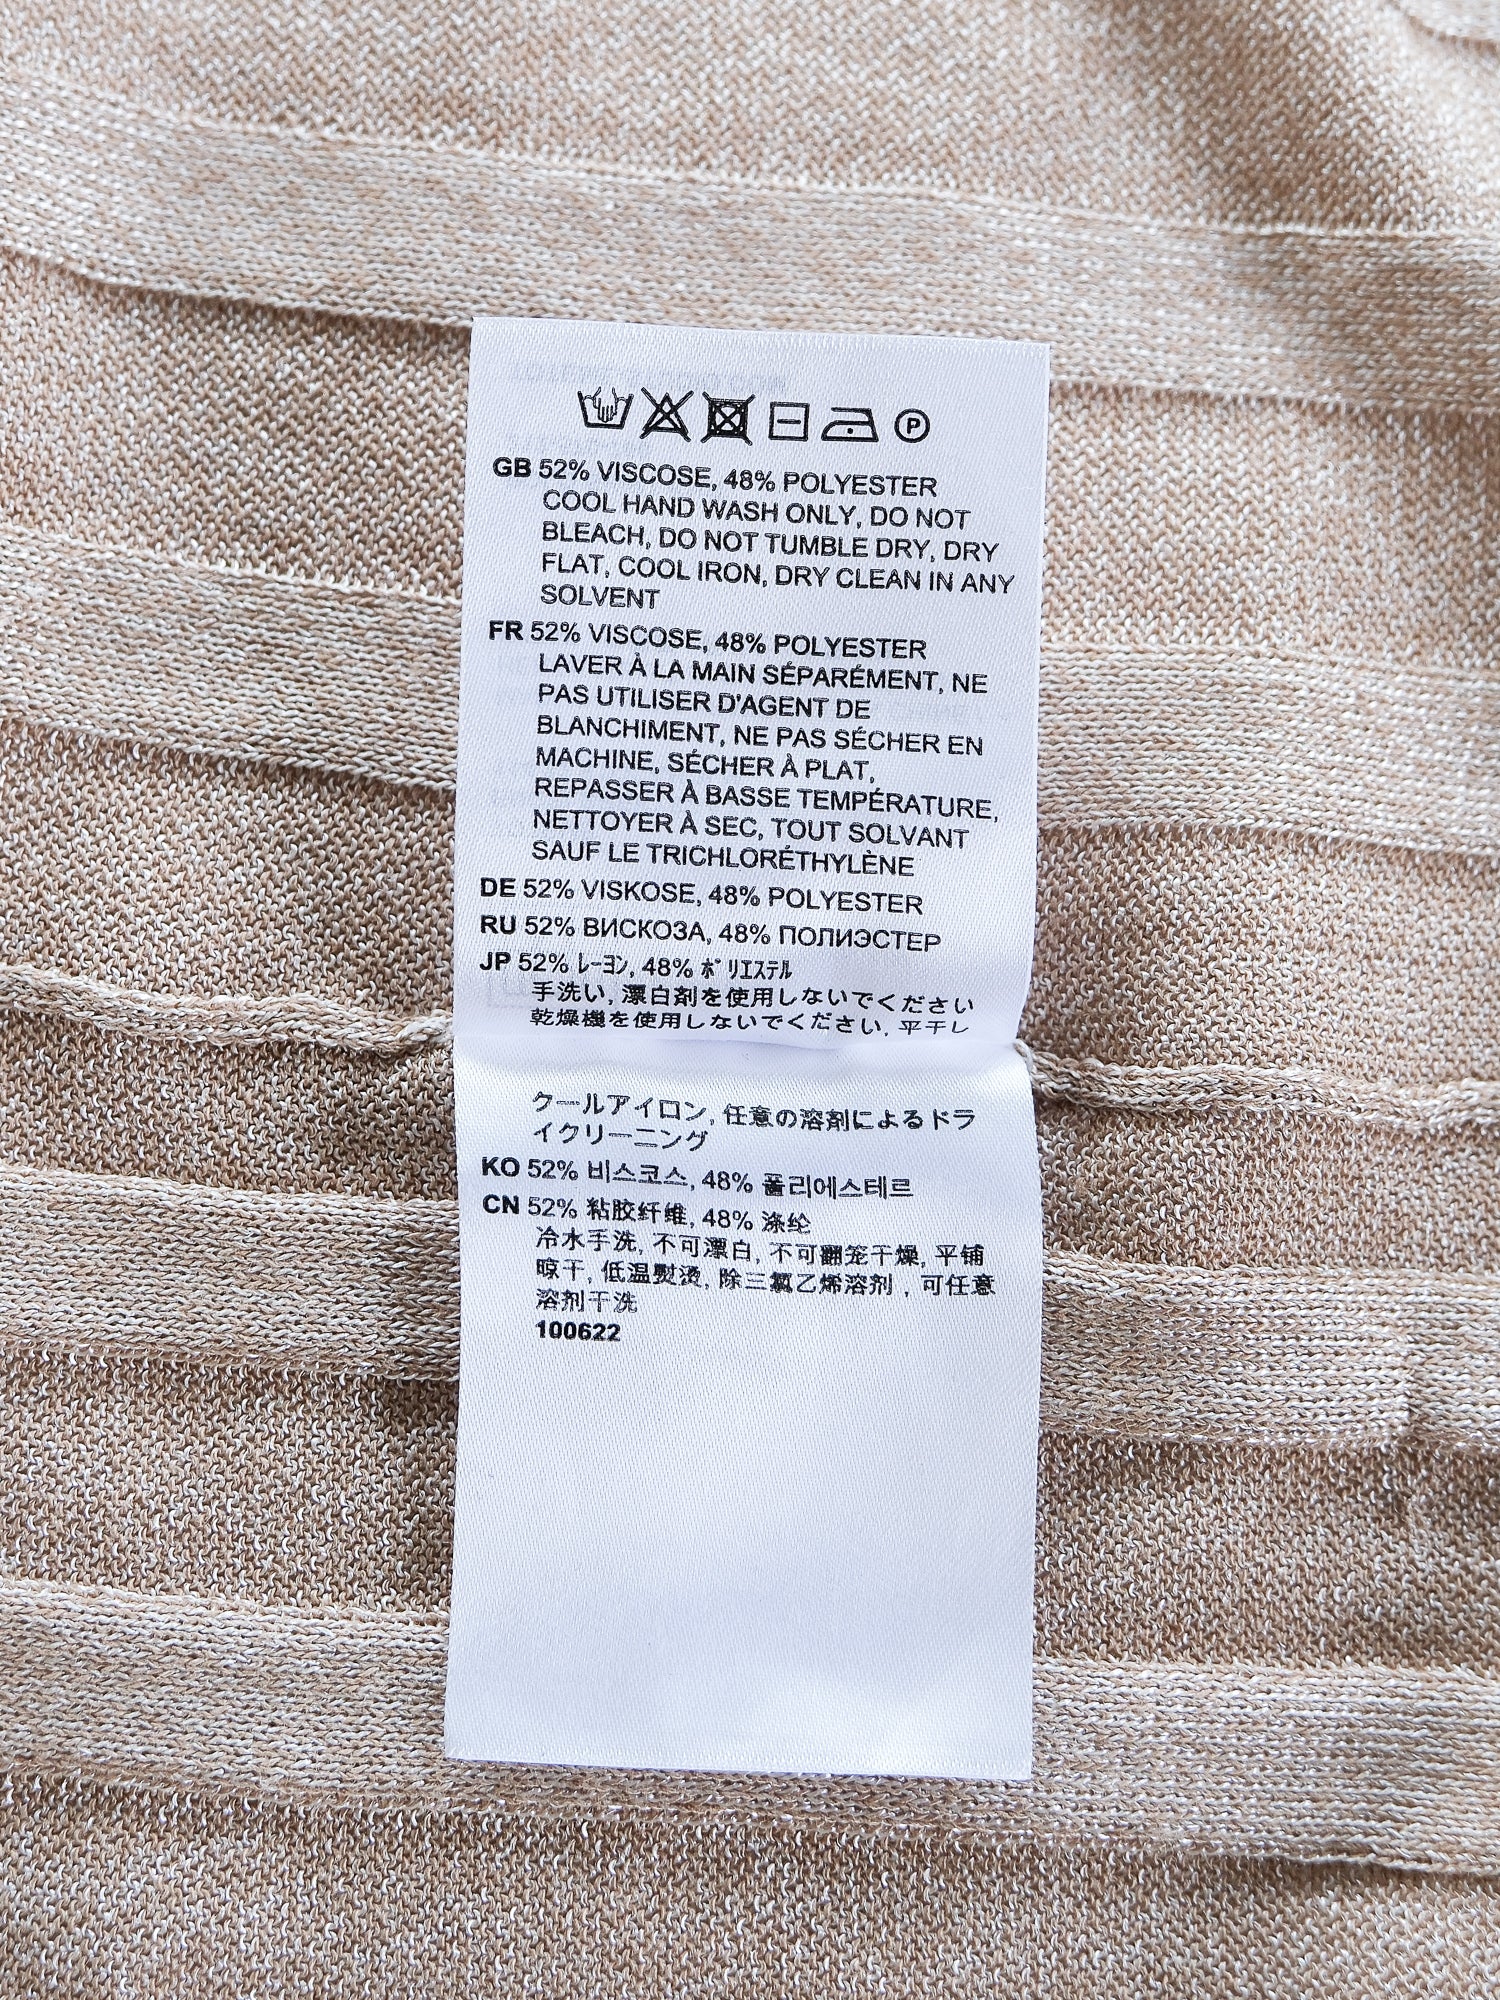 GB 52% VISCOSE, 48% POLYESTER
COOL HAND WASH ONLY, DO NOT
BLEACH, DO NOT TUMBLE DRY, DRY
FLAT, COOL IRON, DRY CLEAN IN ANY
SOLVENT
FR 52% VISCOSE, 48% POLYESTER
LAVER À LA MAIN SÉPARÉMENT, NE
PAS UTILISER D'AGENT DE
BLANCHIMENT, NE PAS SÉCHER EN
MACHINE, SÉCHER À PLAT,
REPASSER À BASSE TEMPÉRATURE,
NETTOYER À SEC, TOUT SOLVANT
SAUF LE TRICHLORÉTHYLÈNE
DE 52% VISKOSE, 48% POLYESTER
RU 52% ВИСКОЗА, 48% ПОЛИЭСТЕР
JP 52% ﾚｰﾖﾝ, 48% ﾎﾟﾘｴｽﾃﾙ
手洗い, 漂白剤を使用しないでください
乾燥機を使用しないでください, 平干し
クールアイロン, 任意の溶剤によるドラ
イクリーニング
KO 52% 비스코스, 48% 폴리에스테르
CN 52% 粘胶纤维, 48% 涤纶
冷水手洗, 不可漂白, 不可翻笼干燥, 平铺
晾干, 低温熨烫, 除三氯乙烯溶剂 , 可任意
溶剂干洗
100622